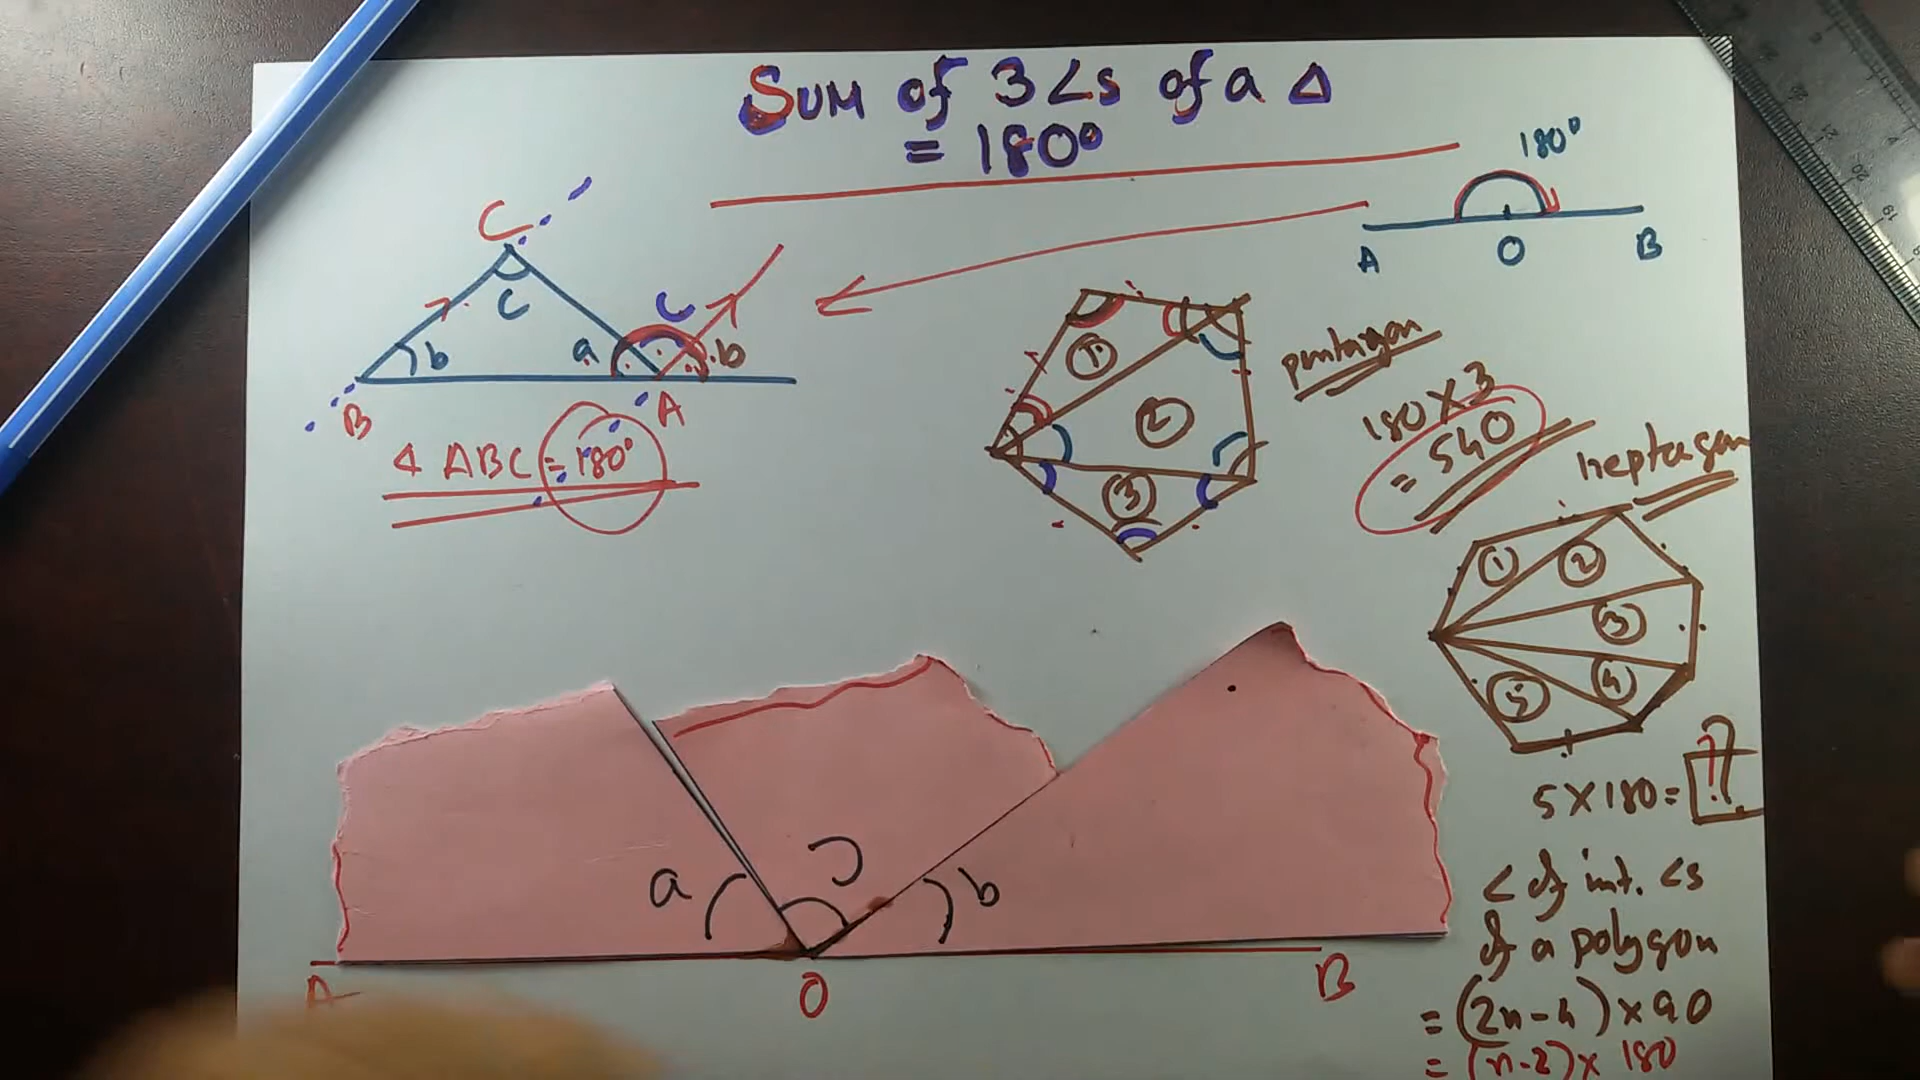 Sum of 3 ∠s of a Δ
= 180°
180°
A O B
C
c
b
a
c
b
B
A
Δ ABC = 180°
1
2
3
pentagon
180 X 3
= 540
heptagon
1
2
3
4
5
5 X 180 = ?
∠ of int. ∠s
of a polygon
= (2n - 4) x 90
= (n-2) x 180
a
c
b
A
O
B